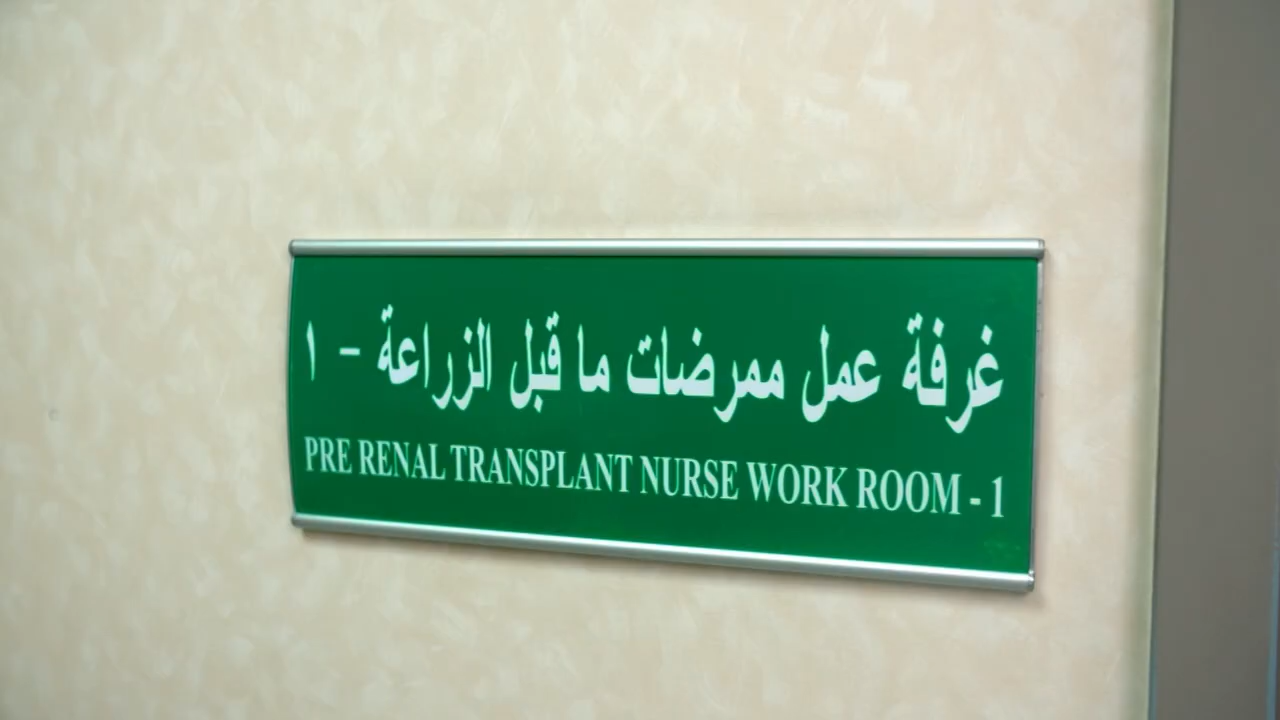 غرفة عمل ممرضات ما قبل الزراعة - ١
PRE RENAL TRANSPLANT NURSE WORK ROOM - 1